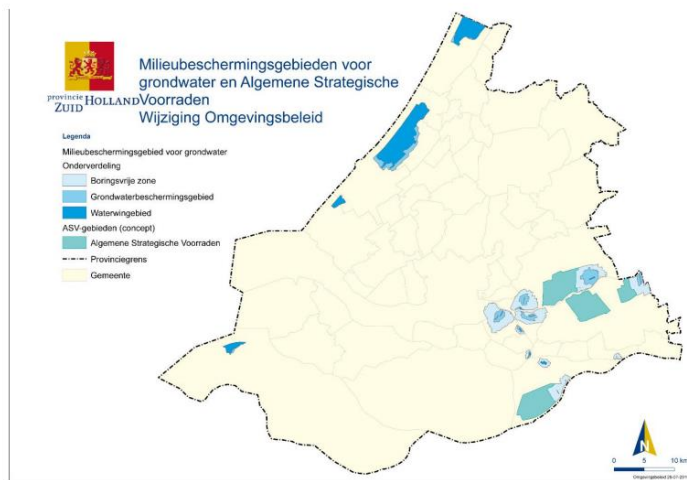 Milieubeschermingsgebieden voor
grondwater en Algemene Strategische
Voorraden
Wijziging Omgevingsbeleid
provincie
ZUID HOLLAND
Legenda
Milieubeschermingsgebied voor grondwater
Onderverdeling
Boringsvrije zone
Grondwaterbeschermingsgebied
Waterwingebied
ASV-gebieden (concept)
Algemene Strategische Voorraden
Provinciegrens
Gemeente
N
0 5 10 km